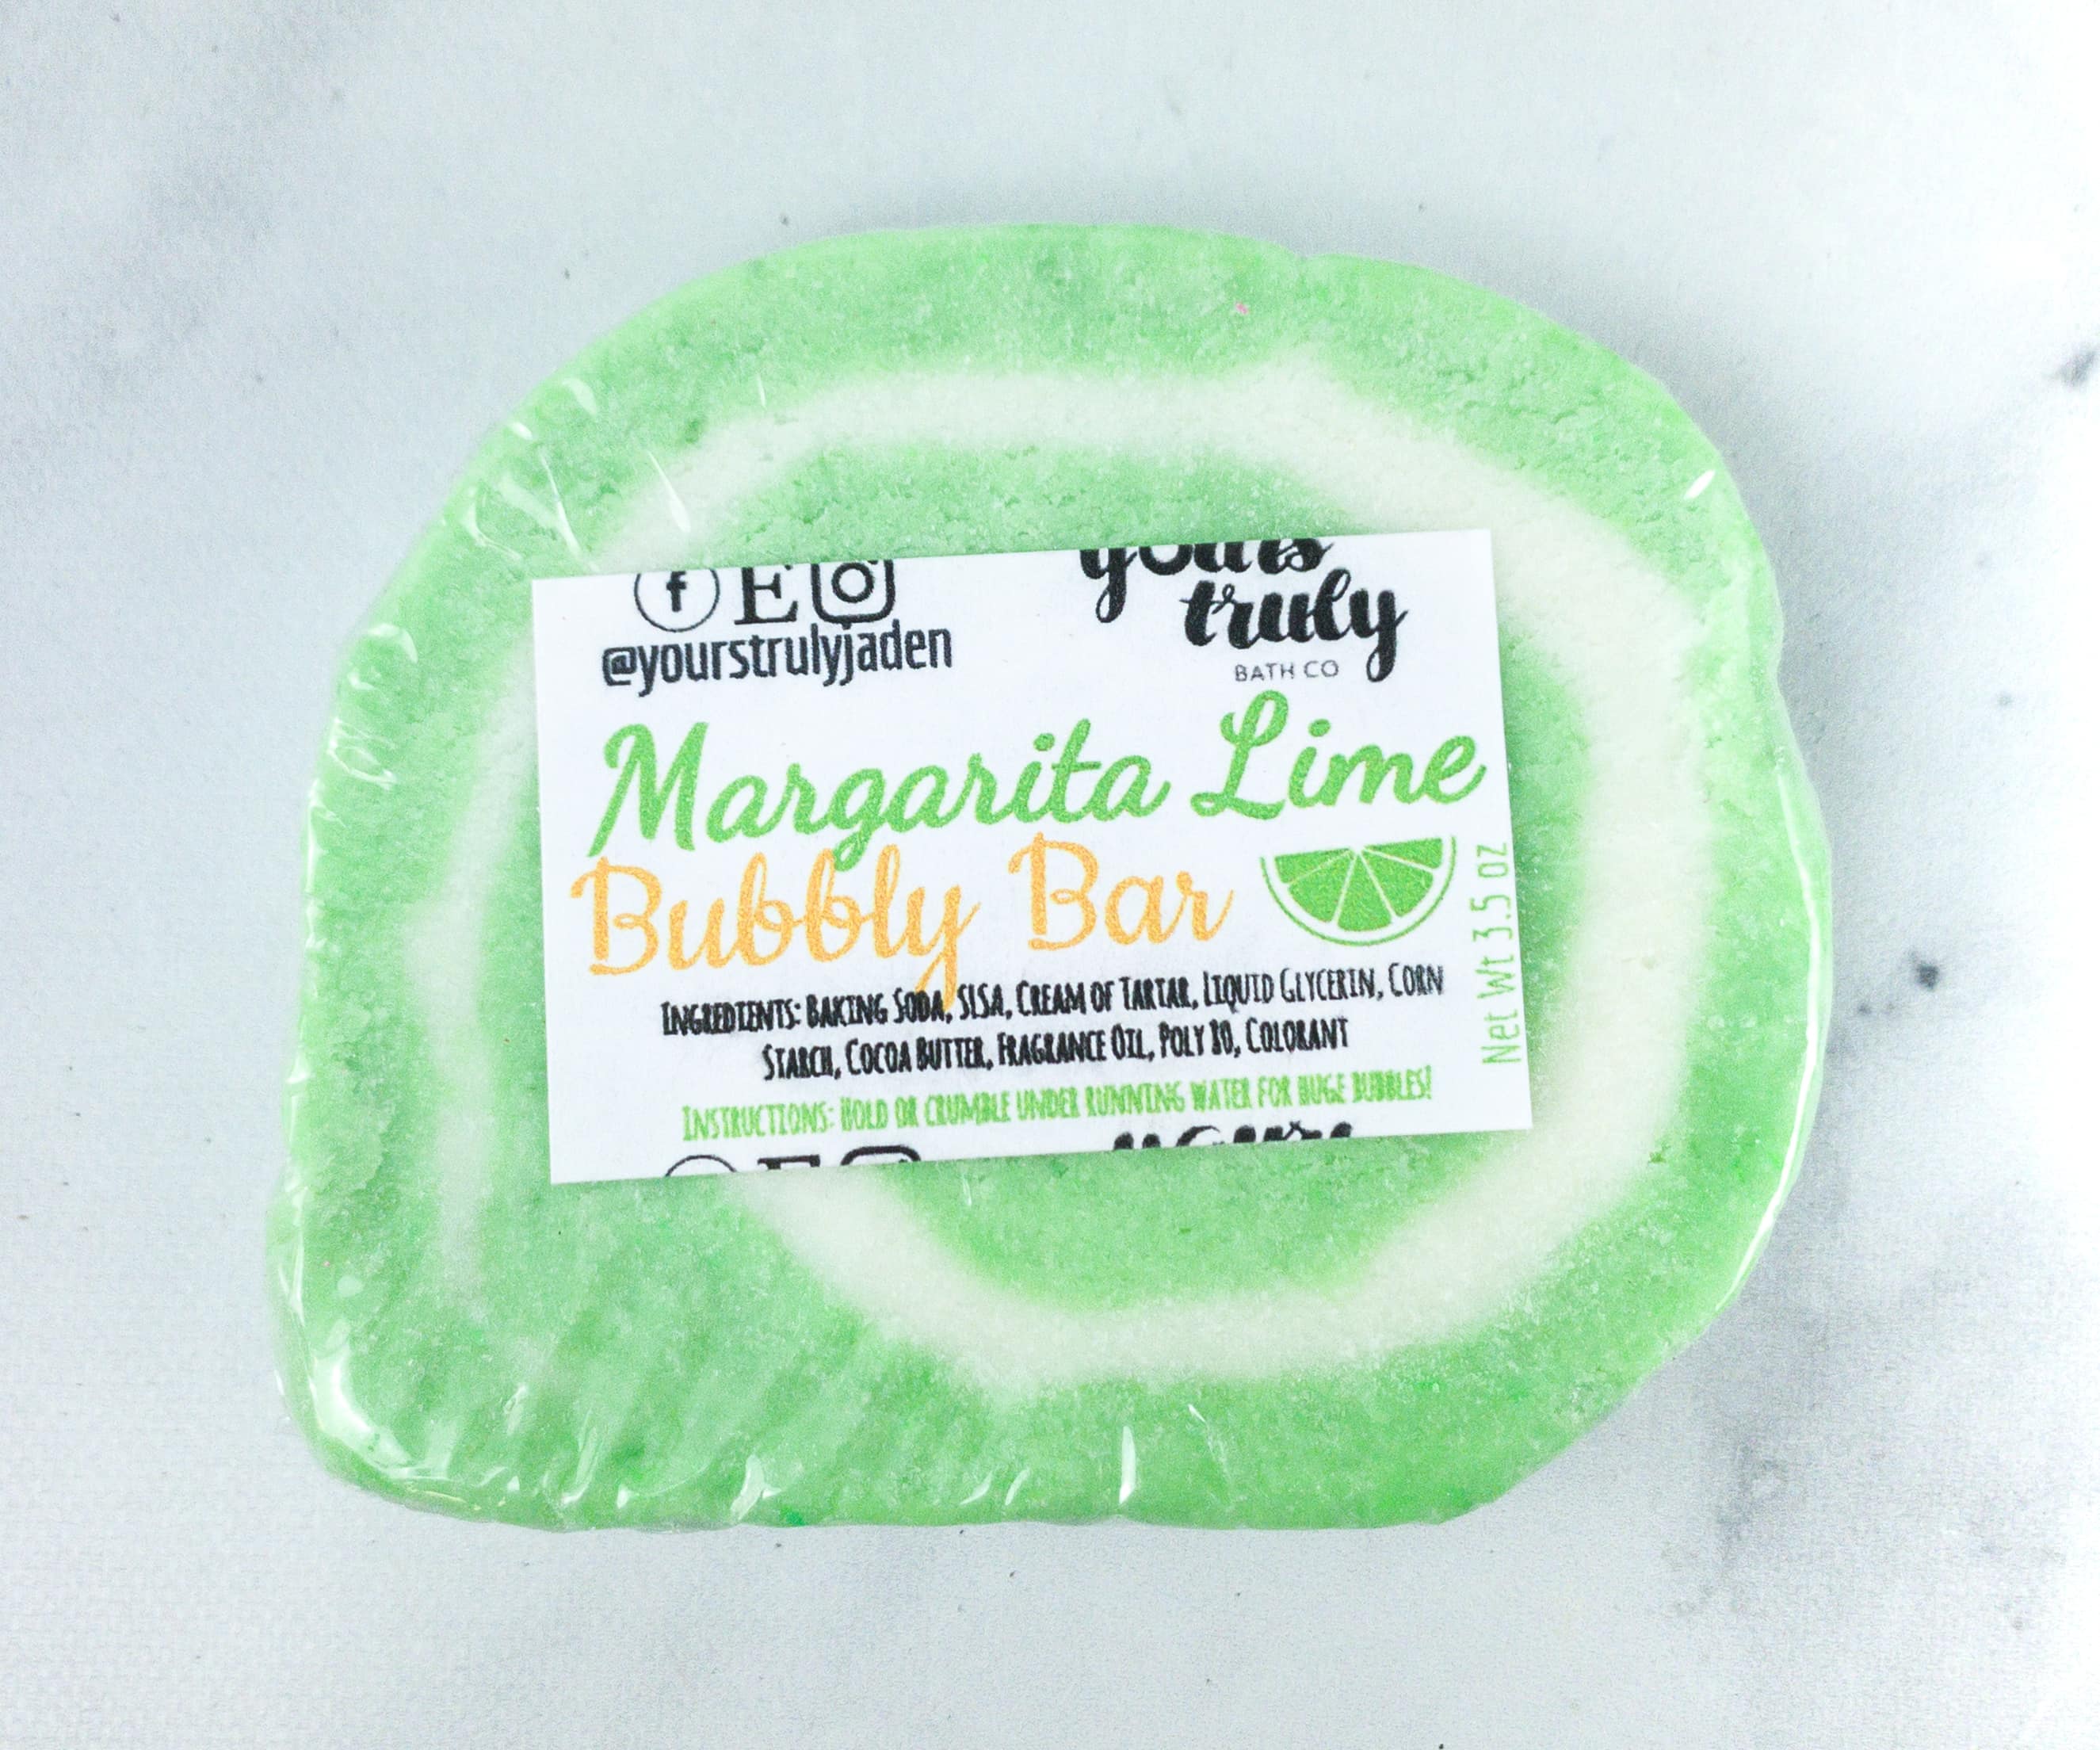 f E
@yourstrulyjaden
yours
truly
BATH CO
Margarita Lime
Bubbly Bar
Net Wt 3.5 oz
INGREDIENTS: BAKING SODA, SLSA, CREAM OF TARTAR, LIQUID GLYCERIN, CORN
STARCH, COCOA BUTTER, FRAGRANCE OIL, POLY 80, COLORANT
INSTRUCTIONS: HOLD OR CRUMBLE UNDER RUNNING WATER FOR HUGE BUBBLES!